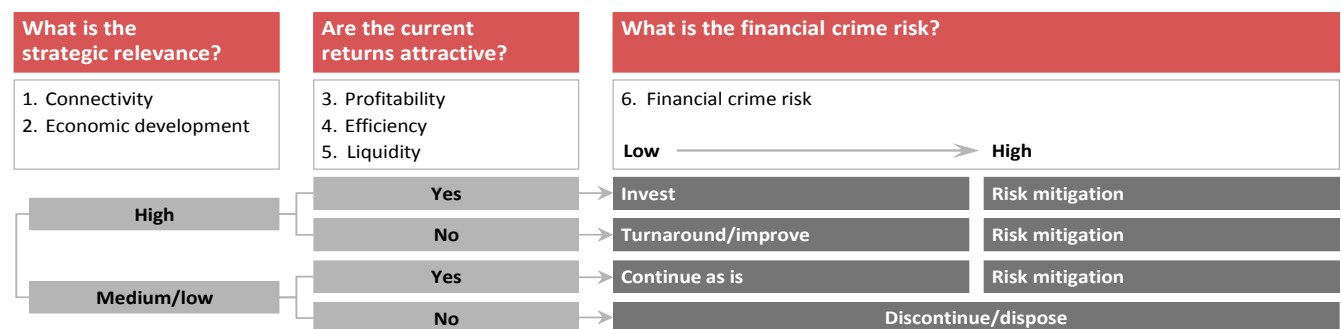 What is the
strategic relevance?
Are the current
returns attractive?
What is the financial crime risk?
1. Connectivity
2. Economic development
3. Profitability
4. Efficiency
5. Liquidity
6. Financial crime risk
Low
High
High
Yes
Invest
Risk mitigation
No
Turnaround/improve
Risk mitigation
Medium/low
Yes
Continue as is
Risk mitigation
No
Discontinue/dispose